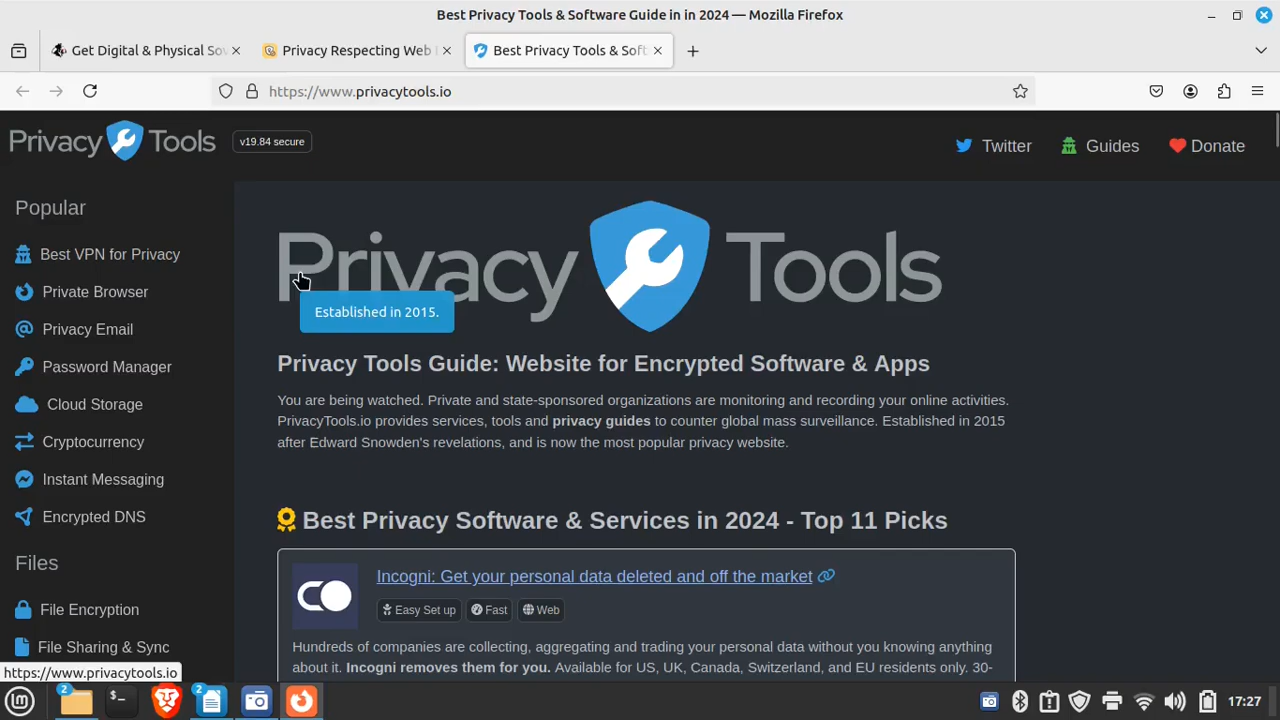 Best Privacy Tools & Software Guide in in 2024 — Mozilla Firefox
Get Digital & Physical Sov
Privacy Respecting Web
Best Privacy Tools & Soft
https://www.privacytools.io
Privacy Tools
v19.84 secure
Twitter
Guides
Donate
Popular
Best VPN for Privacy
Private Browser
Privacy Email
Password Manager
Cloud Storage
Cryptocurrency
Instant Messaging
Encrypted DNS
Files
File Encryption
File Sharing & Sync
https://www.privacytools.io
Privacy Tools
Established in 2015.
Privacy Tools Guide: Website for Encrypted Software & Apps
You are being watched. Private and state-sponsored organizations are monitoring and recording your online activities.
PrivacyTools.io provides services, tools and privacy guides to counter global mass surveillance. Established in 2015
after Edward Snowden's revelations, and is now the most popular privacy website.
Best Privacy Software & Services in 2024 - Top 11 Picks
Incogni: Get your personal data deleted and off the market
Easy Set up
Fast
Web
Hundreds of companies are collecting, aggregating and trading your personal data without you knowing anything
about it. Incogni removes them for you. Available for US, UK, Canada, Switzerland, and EU residents only. 30-
2
2
17:27